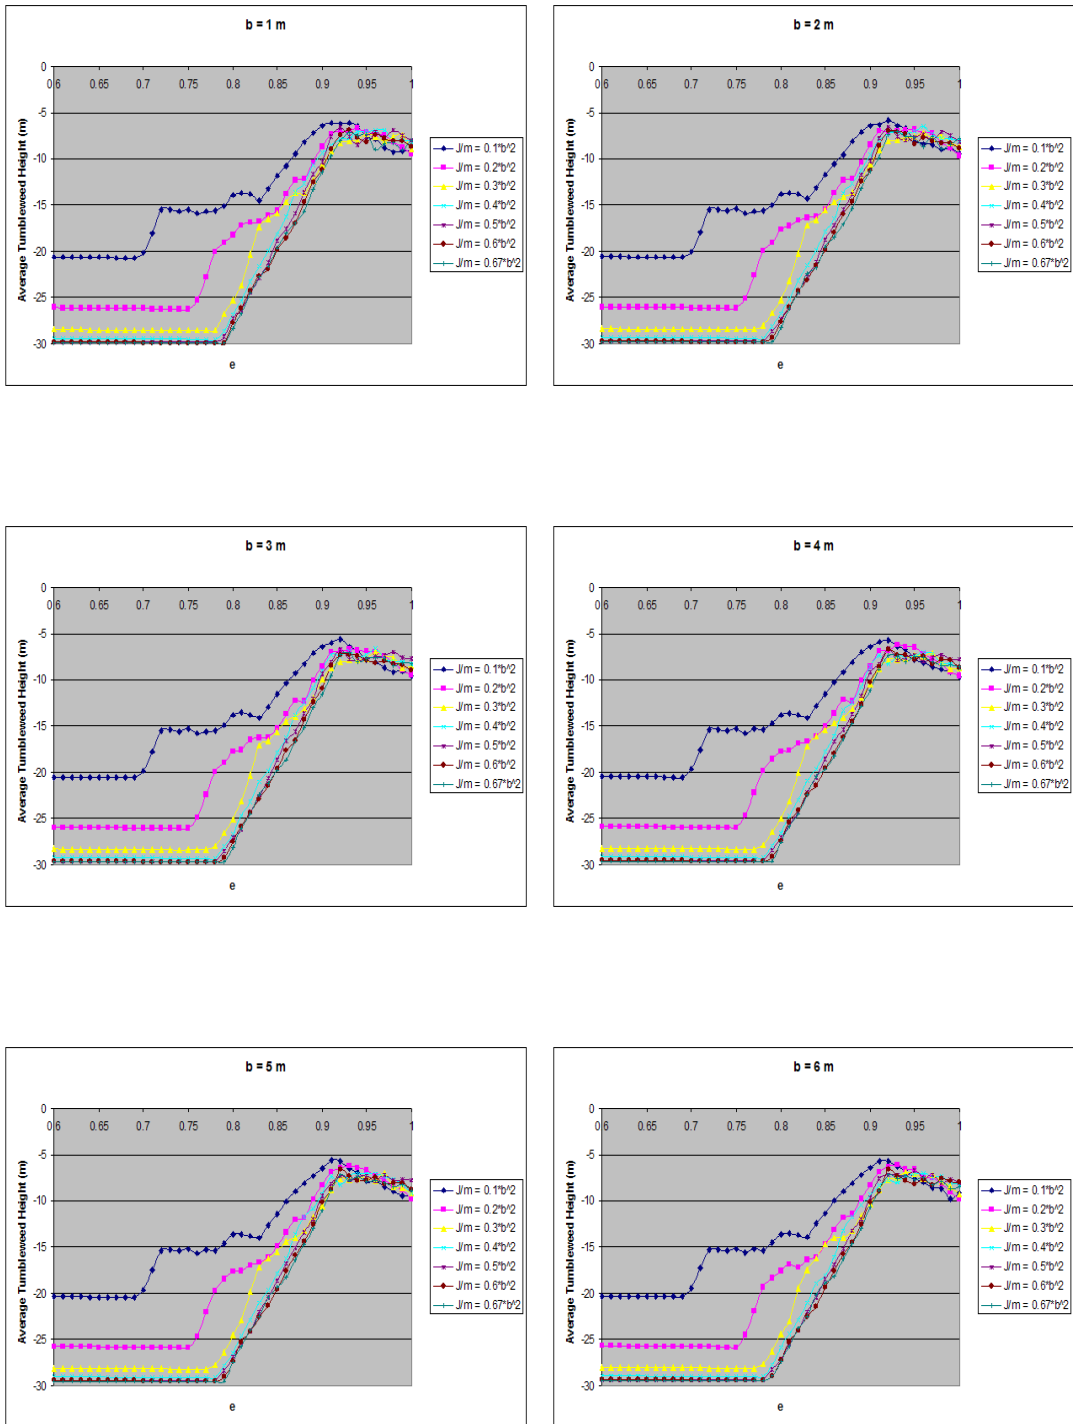 b = 1 m
Average Tumbleweed Height (m)
0
-5
-10
-15
-20
-25
-30
0.6 0.65 0.7 0.75 0.8 0.85 0.9 0.95 1
e
J/m = 0.1*b^2
J/m = 0.2*b^2
J/m = 0.3*b^2
J/m = 0.4*b^2
J/m = 0.5*b^2
J/m = 0.6*b^2
J/m = 0.67*b^2
b = 2 m
Average Tumbleweed Height (m)
0
-5
-10
-15
-20
-25
-30
0.6 0.65 0.7 0.75 0.8 0.85 0.9 0.95 1
e
J/m = 0.1*b^2
J/m = 0.2*b^2
J/m = 0.3*b^2
J/m = 0.4*b^2
J/m = 0.5*b^2
J/m = 0.6*b^2
J/m = 0.67*b^2
b = 3 m
Average Tumbleweed Height (m)
0
-5
-10
-15
-20
-25
-30
0.6 0.65 0.7 0.75 0.8 0.85 0.9 0.95 1
e
J/m = 0.1*b^2
J/m = 0.2*b^2
J/m = 0.3*b^2
J/m = 0.4*b^2
J/m = 0.5*b^2
J/m = 0.6*b^2
J/m = 0.67*b^2
b = 4 m
Average Tumbleweed Height (m)
0
-5
-10
-15
-20
-25
-30
0.6 0.65 0.7 0.75 0.8 0.85 0.9 0.95 1
e
J/m = 0.1*b^2
J/m = 0.2*b^2
J/m = 0.3*b^2
J/m = 0.4*b^2
J/m = 0.5*b^2
J/m = 0.6*b^2
J/m = 0.67*b^2
b = 5 m
Average Tumbleweed Height (m)
0
-5
-10
-15
-20
-25
-30
0.6 0.65 0.7 0.75 0.8 0.85 0.9 0.95 1
e
J/m = 0.1*b^2
J/m = 0.2*b^2
J/m = 0.3*b^2
J/m = 0.4*b^2
J/m = 0.5*b^2
J/m = 0.6*b^2
J/m = 0.67*b^2
b = 6 m
Average Tumbleweed Height (m)
0
-5
-10
-15
-20
-25
-30
0.6 0.65 0.7 0.75 0.8 0.85 0.9 0.95 1
e
J/m = 0.1*b^2
J/m = 0.2*b^2
J/m = 0.3*b^2
J/m = 0.4*b^2
J/m = 0.5*b^2
J/m = 0.6*b^2
J/m = 0.67*b^2